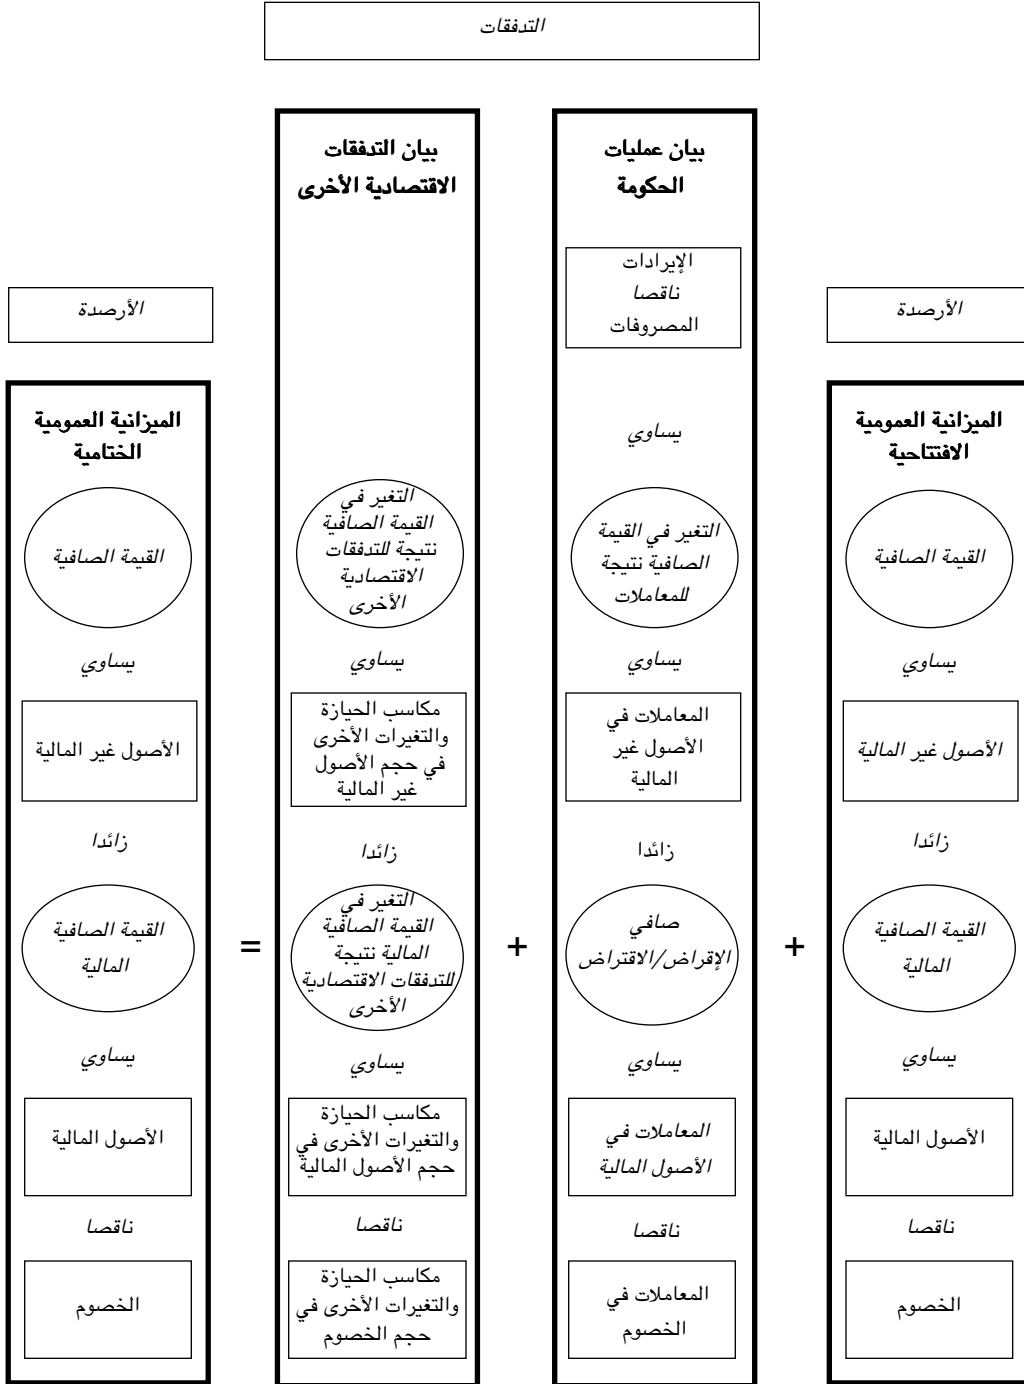 التدفقات
الأرصدة
الميزانية العمومية
الافتتاحية
القيمة الصافية
يساوي
الأصول غير المالية
زائدا
القيمة الصافية
المالية
يساوي
الأصول المالية
ناقصا
الخصوم
+
بيان عمليات
الحكومة
الإيرادات
ناقصا
المصروفات
يساوي
التغير في القيمة
الصافية نتيجة
للمعاملات
يساوي
المعاملات في
الأصول غير
المالية
زائدا
صافي
الإقراض/الاقتراض
يساوي
المعاملات في
الأصول المالية
ناقصا
المعاملات في
الخصوم
+
بيان التدفقات
الاقتصادية الأخرى
التغير في
القيمة الصافية
نتيجة للتدفقات
الاقتصادية
الأخرى
يساوي
مكاسب الحيازة
والتغيرات الأخرى
في حجم الأصول
غير المالية
زائدا
التغير في
القيمة الصافية
المالية نتيجة
للتدفقات الاقتصادية
الأخرى
يساوي
مكاسب الحيازة
والتغيرات الأخرى في
حجم الأصول المالية
ناقصا
مكاسب الحيازة
والتغيرات الأخرى في
حجم الخصوم
=
الأرصدة
الميزانية العمومية
الختامية
القيمة الصافية
يساوي
الأصول غير المالية
زائدا
القيمة الصافية
المالية
يساوي
الأصول المالية
ناقصا
الخصوم